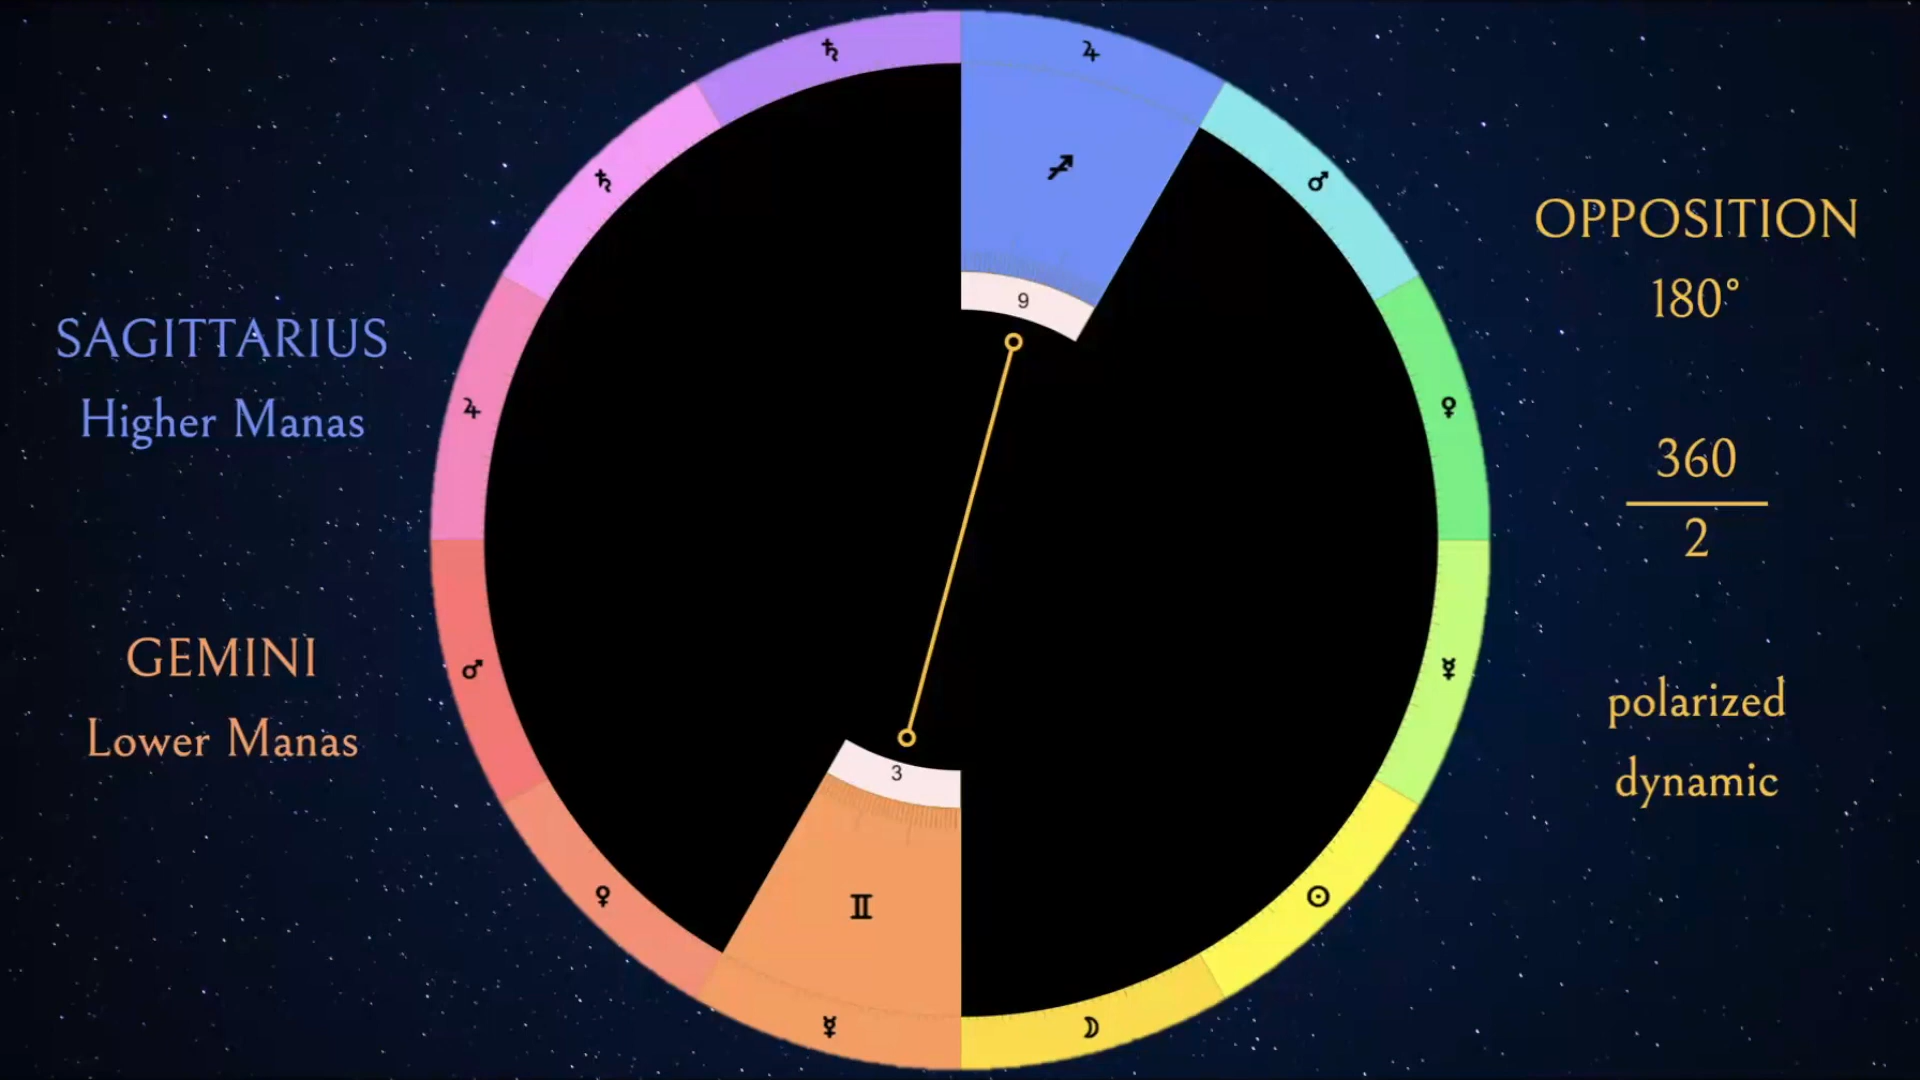 ♄
♃
♄
♂
♐
SAGITTARIUS
Higher Manas
OPPOSITION
180°
9
♃
♀
360
2
GEMINI
Lower Manas
♂
☿
polarized
dynamic
3
♀
♊
☉
☿
☽